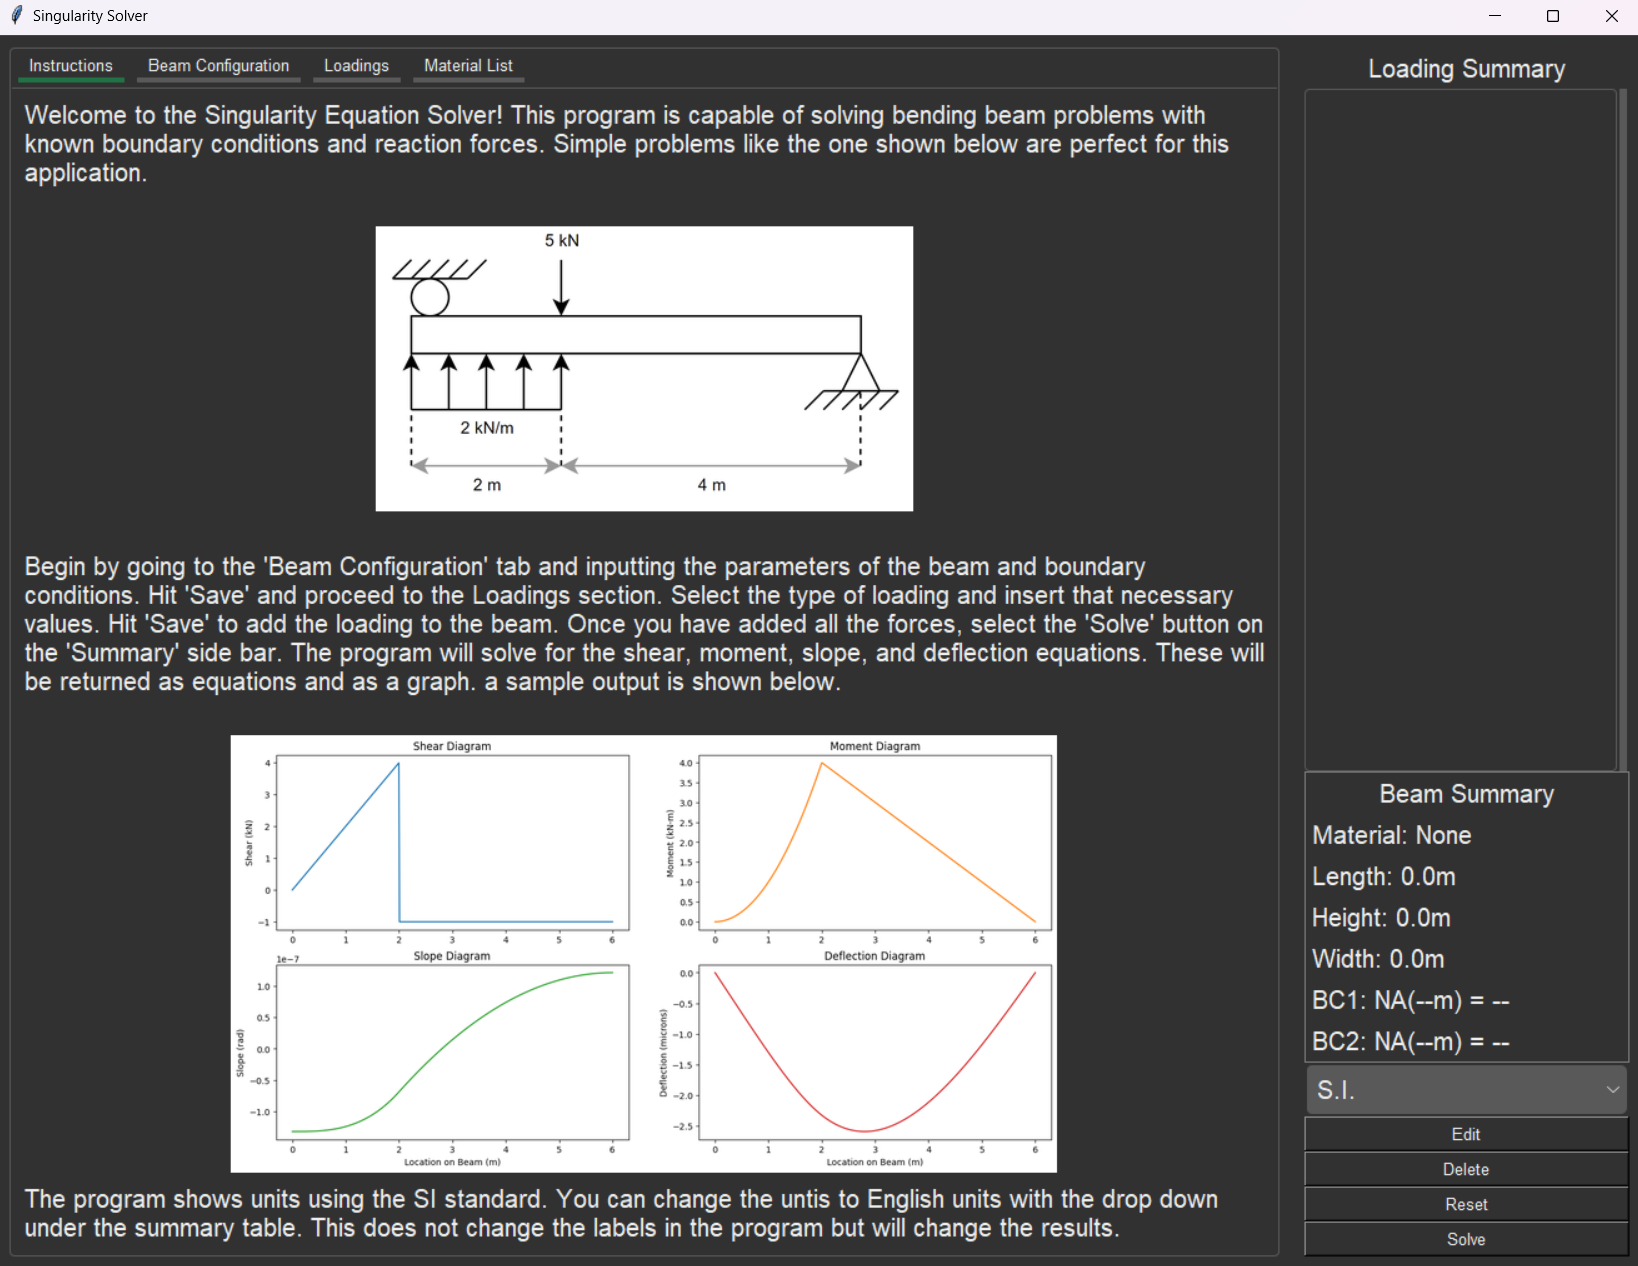 Singularity Solver
Instructions
Beam Configuration
Loadings
Material List
Welcome to the Singularity Equation Solver! This program is capable of solving bending beam problems with
known boundary conditions and reaction forces. Simple problems like the one shown below are perfect for this
application.
5 kN
2 kN/m
2 m
4 m
Begin by going to the 'Beam Configuration' tab and inputting the parameters of the beam and boundary
conditions. Hit 'Save' and proceed to the Loadings section. Select the type of loading and insert that necessary
values. Hit 'Save' to add the loading to the beam. Once you have added all the forces, select the 'Solve' button on
the 'Summary' side bar. The program will solve for the shear, moment, slope, and deflection equations. These will
be returned as equations and as a graph. a sample output is shown below.
Shear Diagram
Shear (kN)
4
3
2
1
0
−1
0 1 2 3 4 5 6
Moment Diagram
Moment (kN-m)
4.0
3.5
3.0
2.5
2.0
1.5
1.0
0.5
0.0
0 1 2 3 4 5 6
Slope Diagram
1e−7
Slope (rad)
1.0
0.5
0.0
−0.5
−1.0
0 1 2 3 4 5 6
Location on Beam (m)
Deflection Diagram
Deflection (microns)
0.0
−0.5
−1.0
−1.5
−2.0
−2.5
0 1 2 3 4 5 6
Location on Beam (m)
The program shows units using the SI standard. You can change the untis to English units with the drop down
under the summary table. This does not change the labels in the program but will change the results.
Loading Summary
Beam Summary
Material: None
Length: 0.0m
Height: 0.0m
Width: 0.0m
BC1: NA(--m) = --
BC2: NA(--m) = --
S.I.
Edit
Delete
Reset
Solve